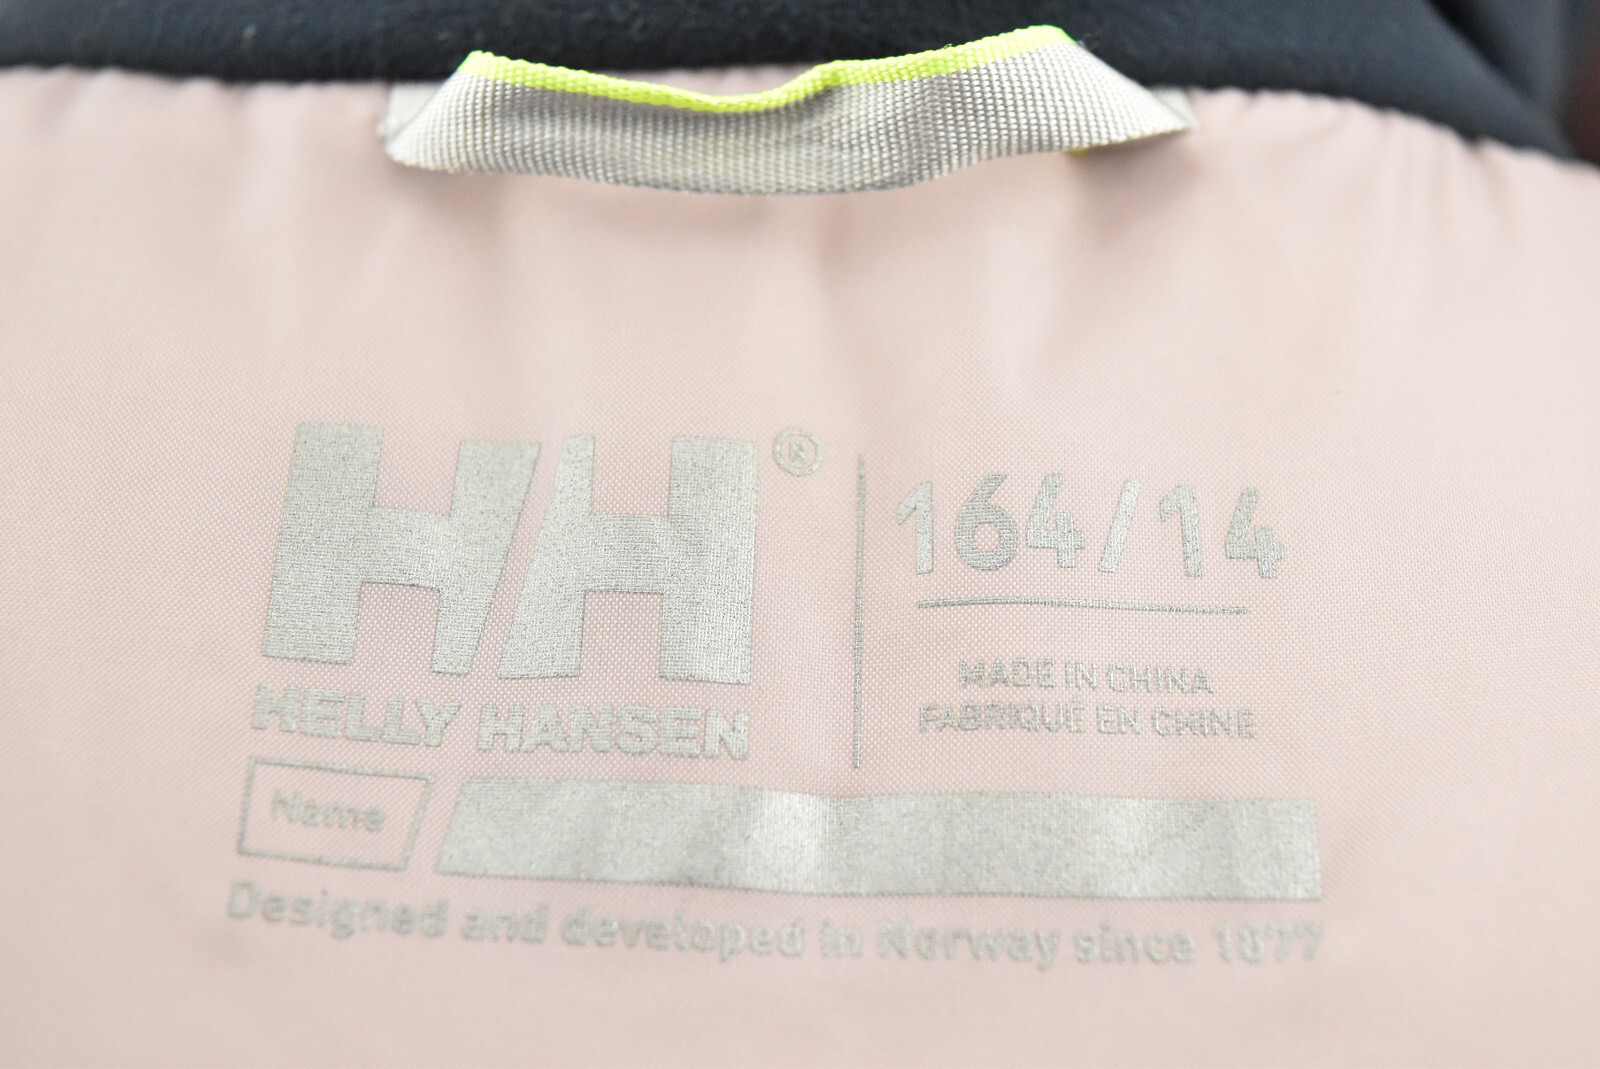 HH®
HELLY HANSEN
164/14
MADE IN CHINA
FABRIQUÉ EN CHINE
Name
Designed and developed in Norway since 1877